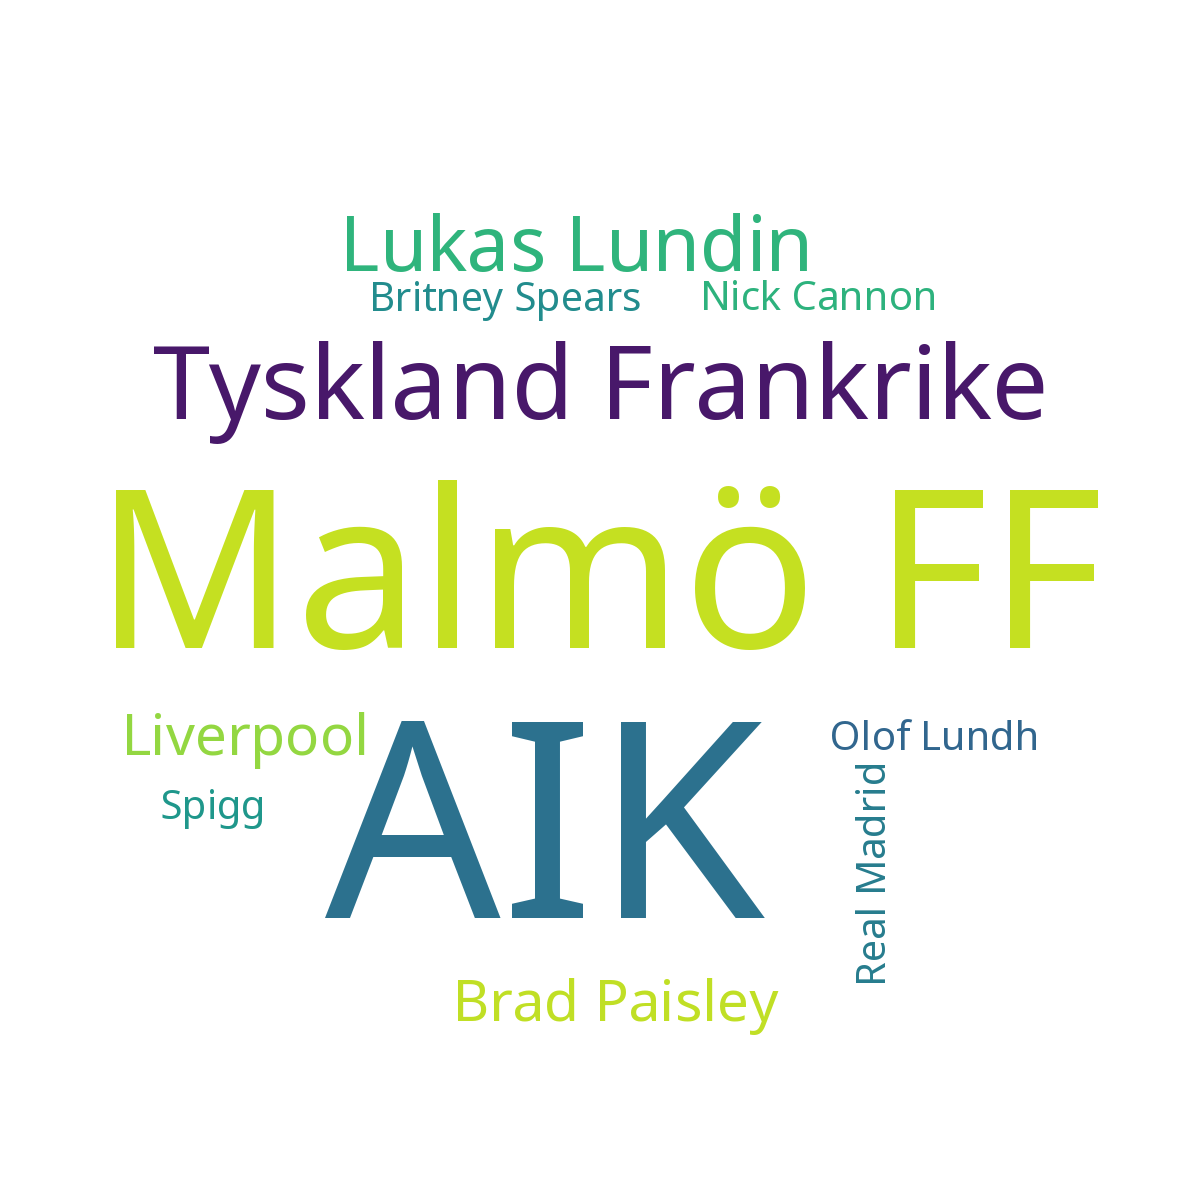 Lukas Lundin
Britney Spears
Nick Cannon
Tyskland Frankrike
Malmö FF
Liverpool
AIK
Olof Lundh
Spigg
Real Madrid
Brad Paisley